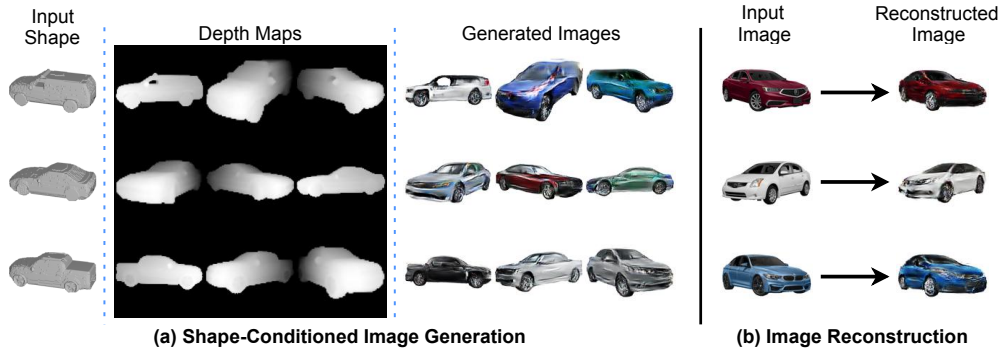 Input
Shape
Depth Maps
Generated Images
Input
Image
Reconstructed
Image
(a) Shape-Conditioned Image Generation
(b) Image Reconstruction